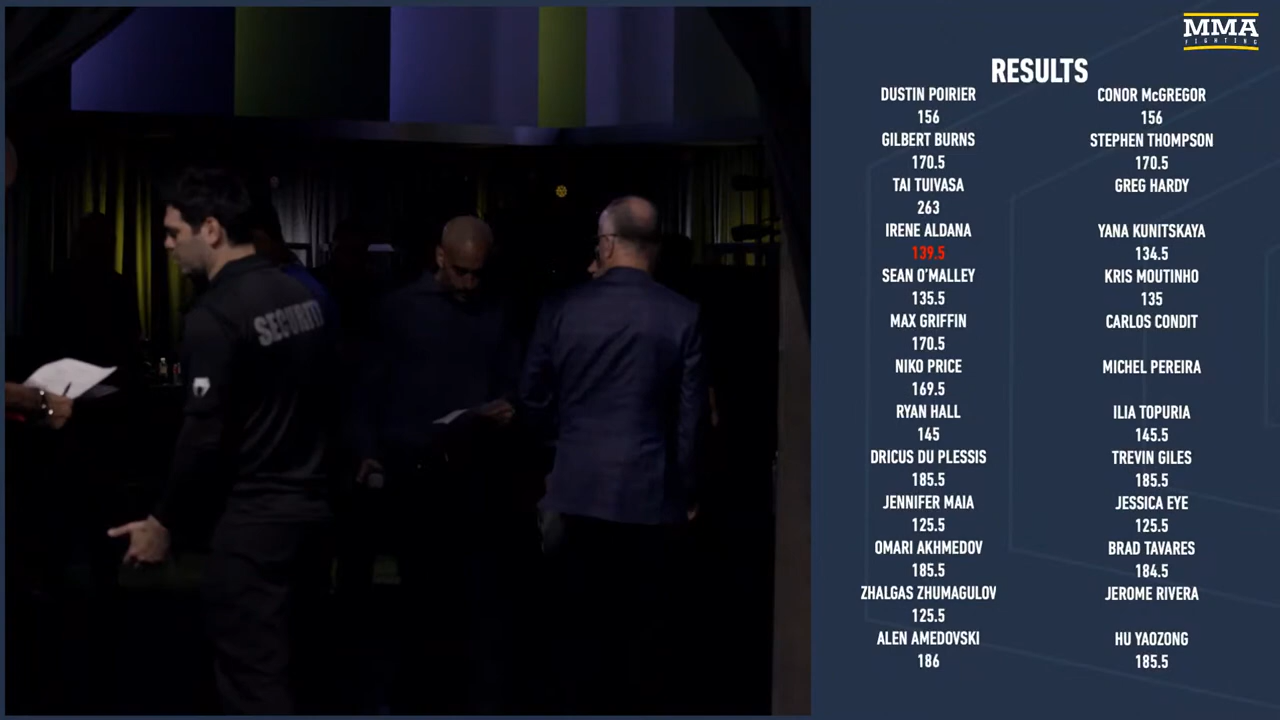 MMA
FIGHTING
RESULTS
DUSTIN POIRIER CONOR McGREGOR
156 156
GILBERT BURNS STEPHEN THOMPSON
170.5 170.5
TAI TUIVASA GREG HARDY
263
IRENE ALDANA YANA KUNITSKAYA
139.5 134.5
SEAN O'MALLEY KRIS MOUTINHO
135.5 135
MAX GRIFFIN CARLOS CONDIT
170.5
NIKO PRICE MICHEL PEREIRA
169.5
RYAN HALL ILIA TOPURIA
145 145.5
DRICUS DU PLESSIS TREVIN GILES
185.5 185.5
JENNIFER MAIA JESSICA EYE
125.5 125.5
OMARI AKHMEDOV BRAD TAVARES
185.5 184.5
ZHALGAS ZHUMAGULOV JEROME RIVERA
125.5
ALEN AMEDOVSKI HU YAOZONG
186 185.5
SECURITY